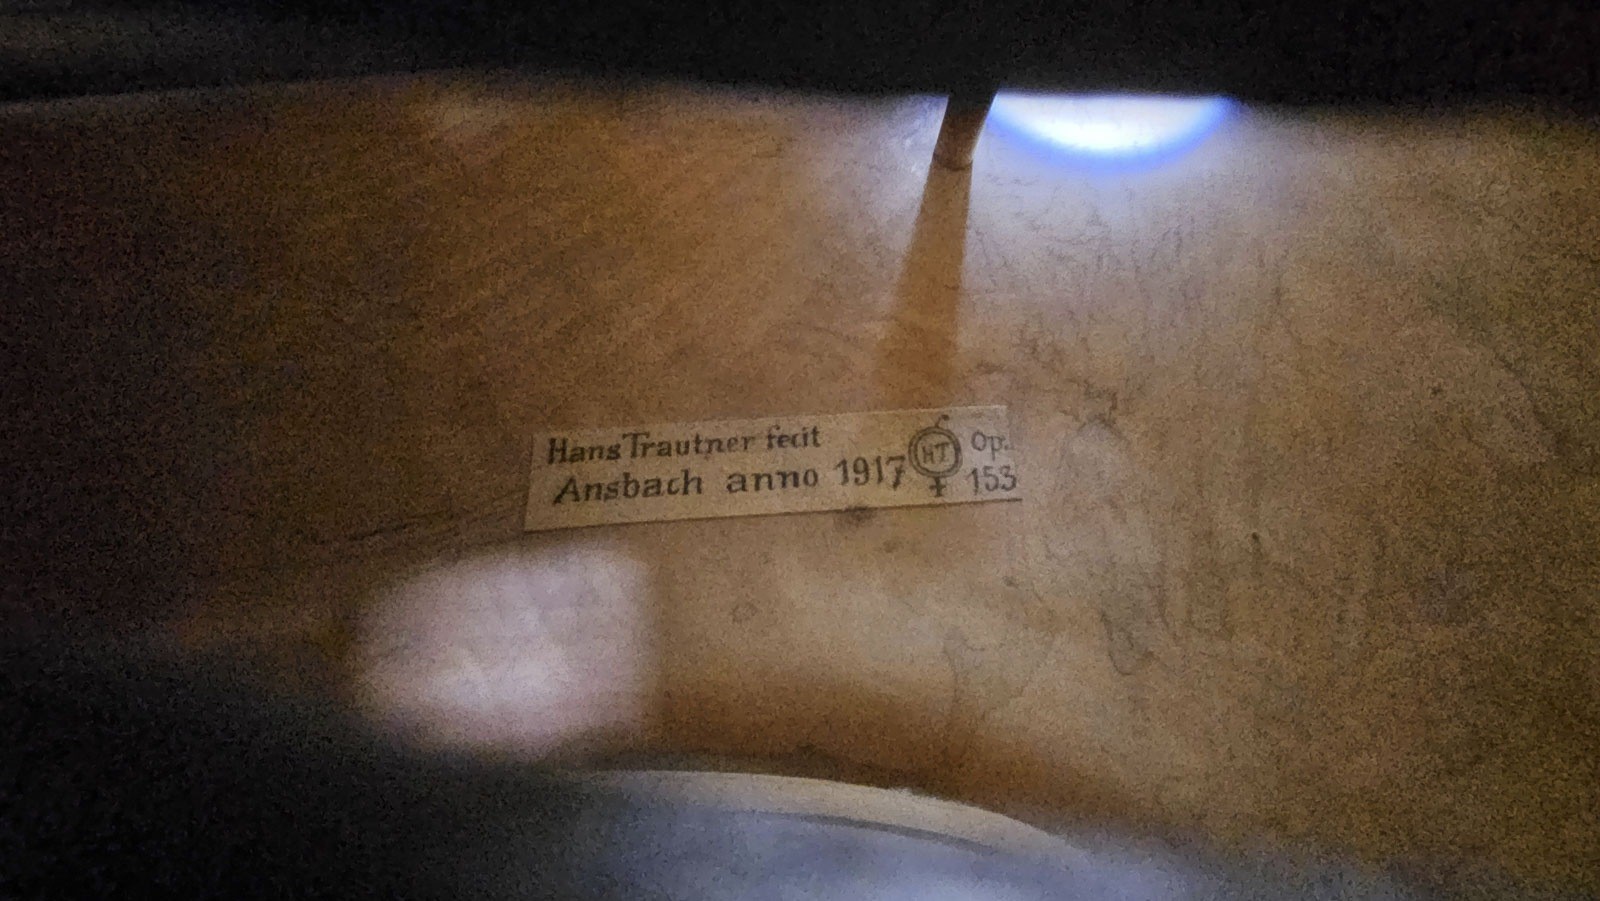 Hans Trautner fecit
Ansbach anno 1917
HT
Op.
153